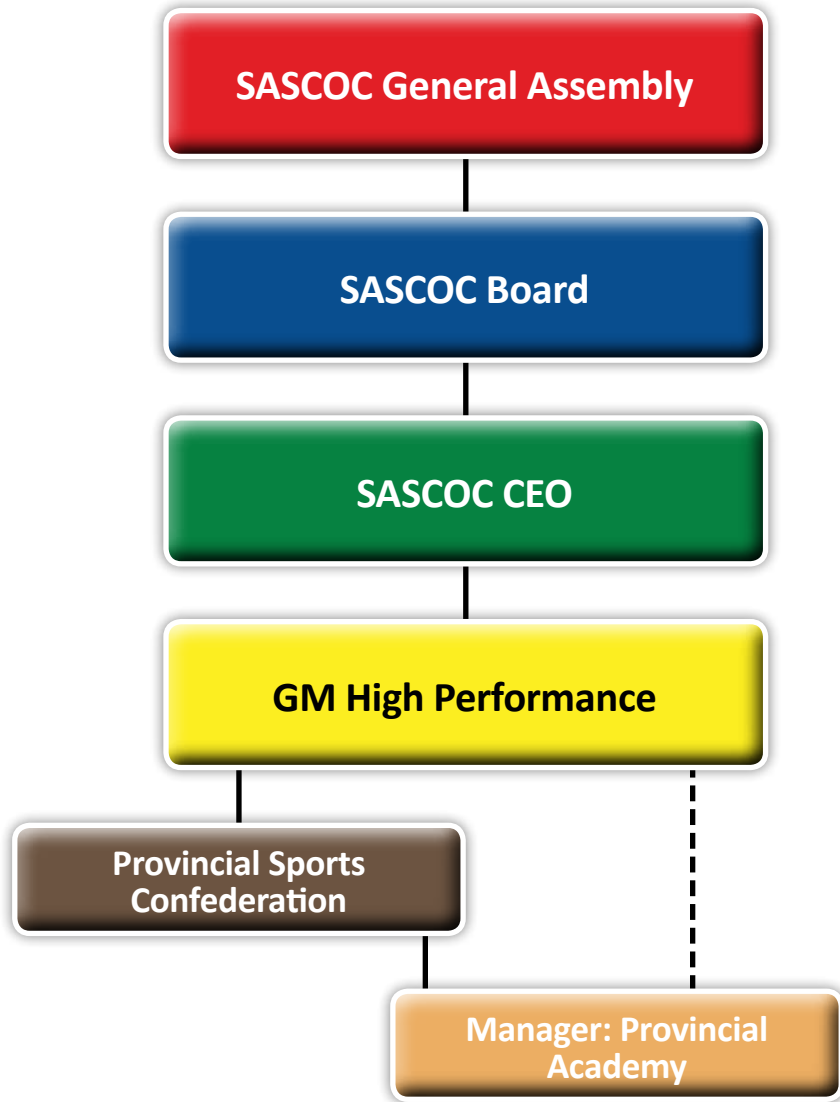 SASCOC General Assembly
SASCOC Board
SASCOC CEO
GM High Performance
Provincial Sports
Confederation
Manager: Provincial
Academy